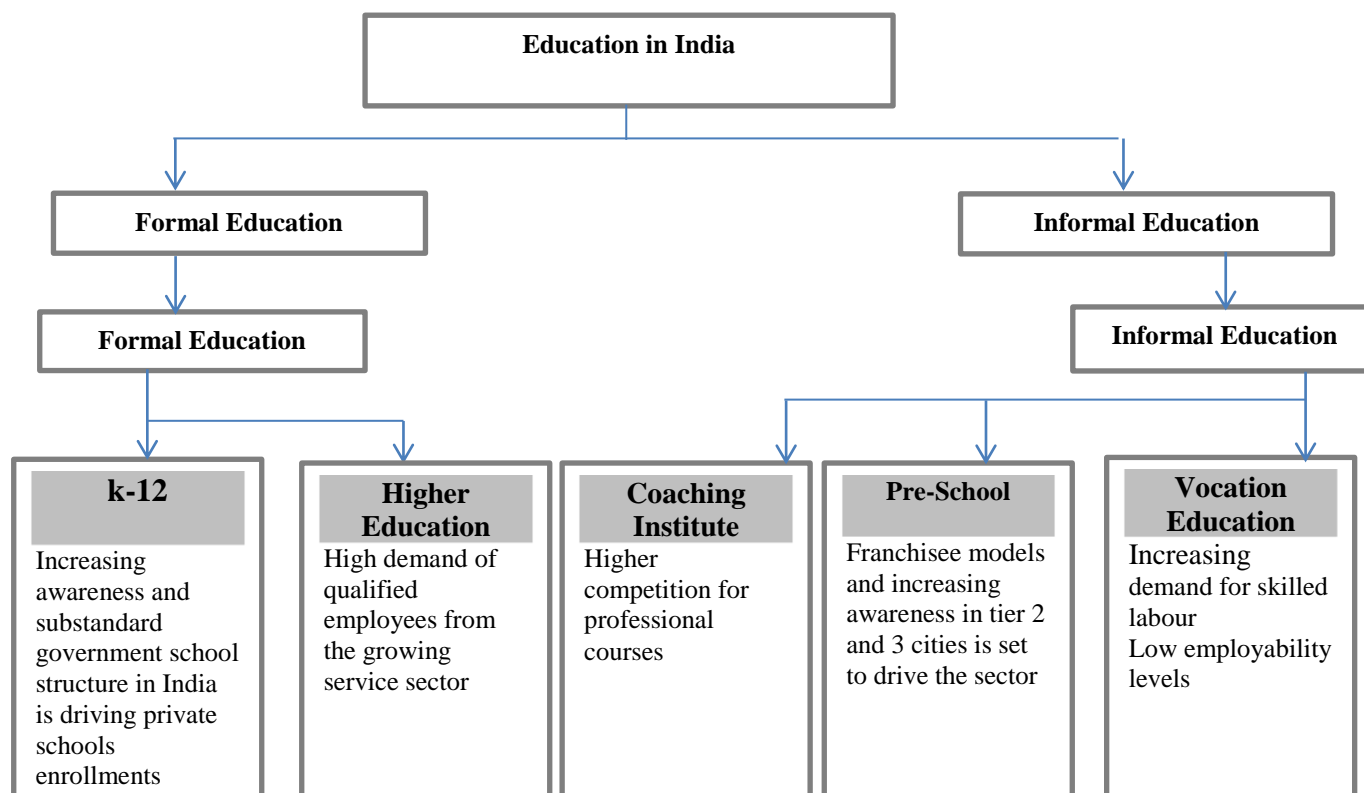 Education in India
Formal Education
Informal Education
Formal Education
Informal Education
k-12
Increasing
awareness and
substandard
government school
structure in India
is driving private
schools
enrollments
Higher
Education
High demand of
qualified
employees from
the growing
service sector
Coaching
Institute
Higher
competition for
professional
courses
Pre-School
Franchisee models
and increasing
awareness in tier 2
and 3 cities is set
to drive the sector
Vocation
Education
Increasing
demand for skilled
labour
Low employability
levels